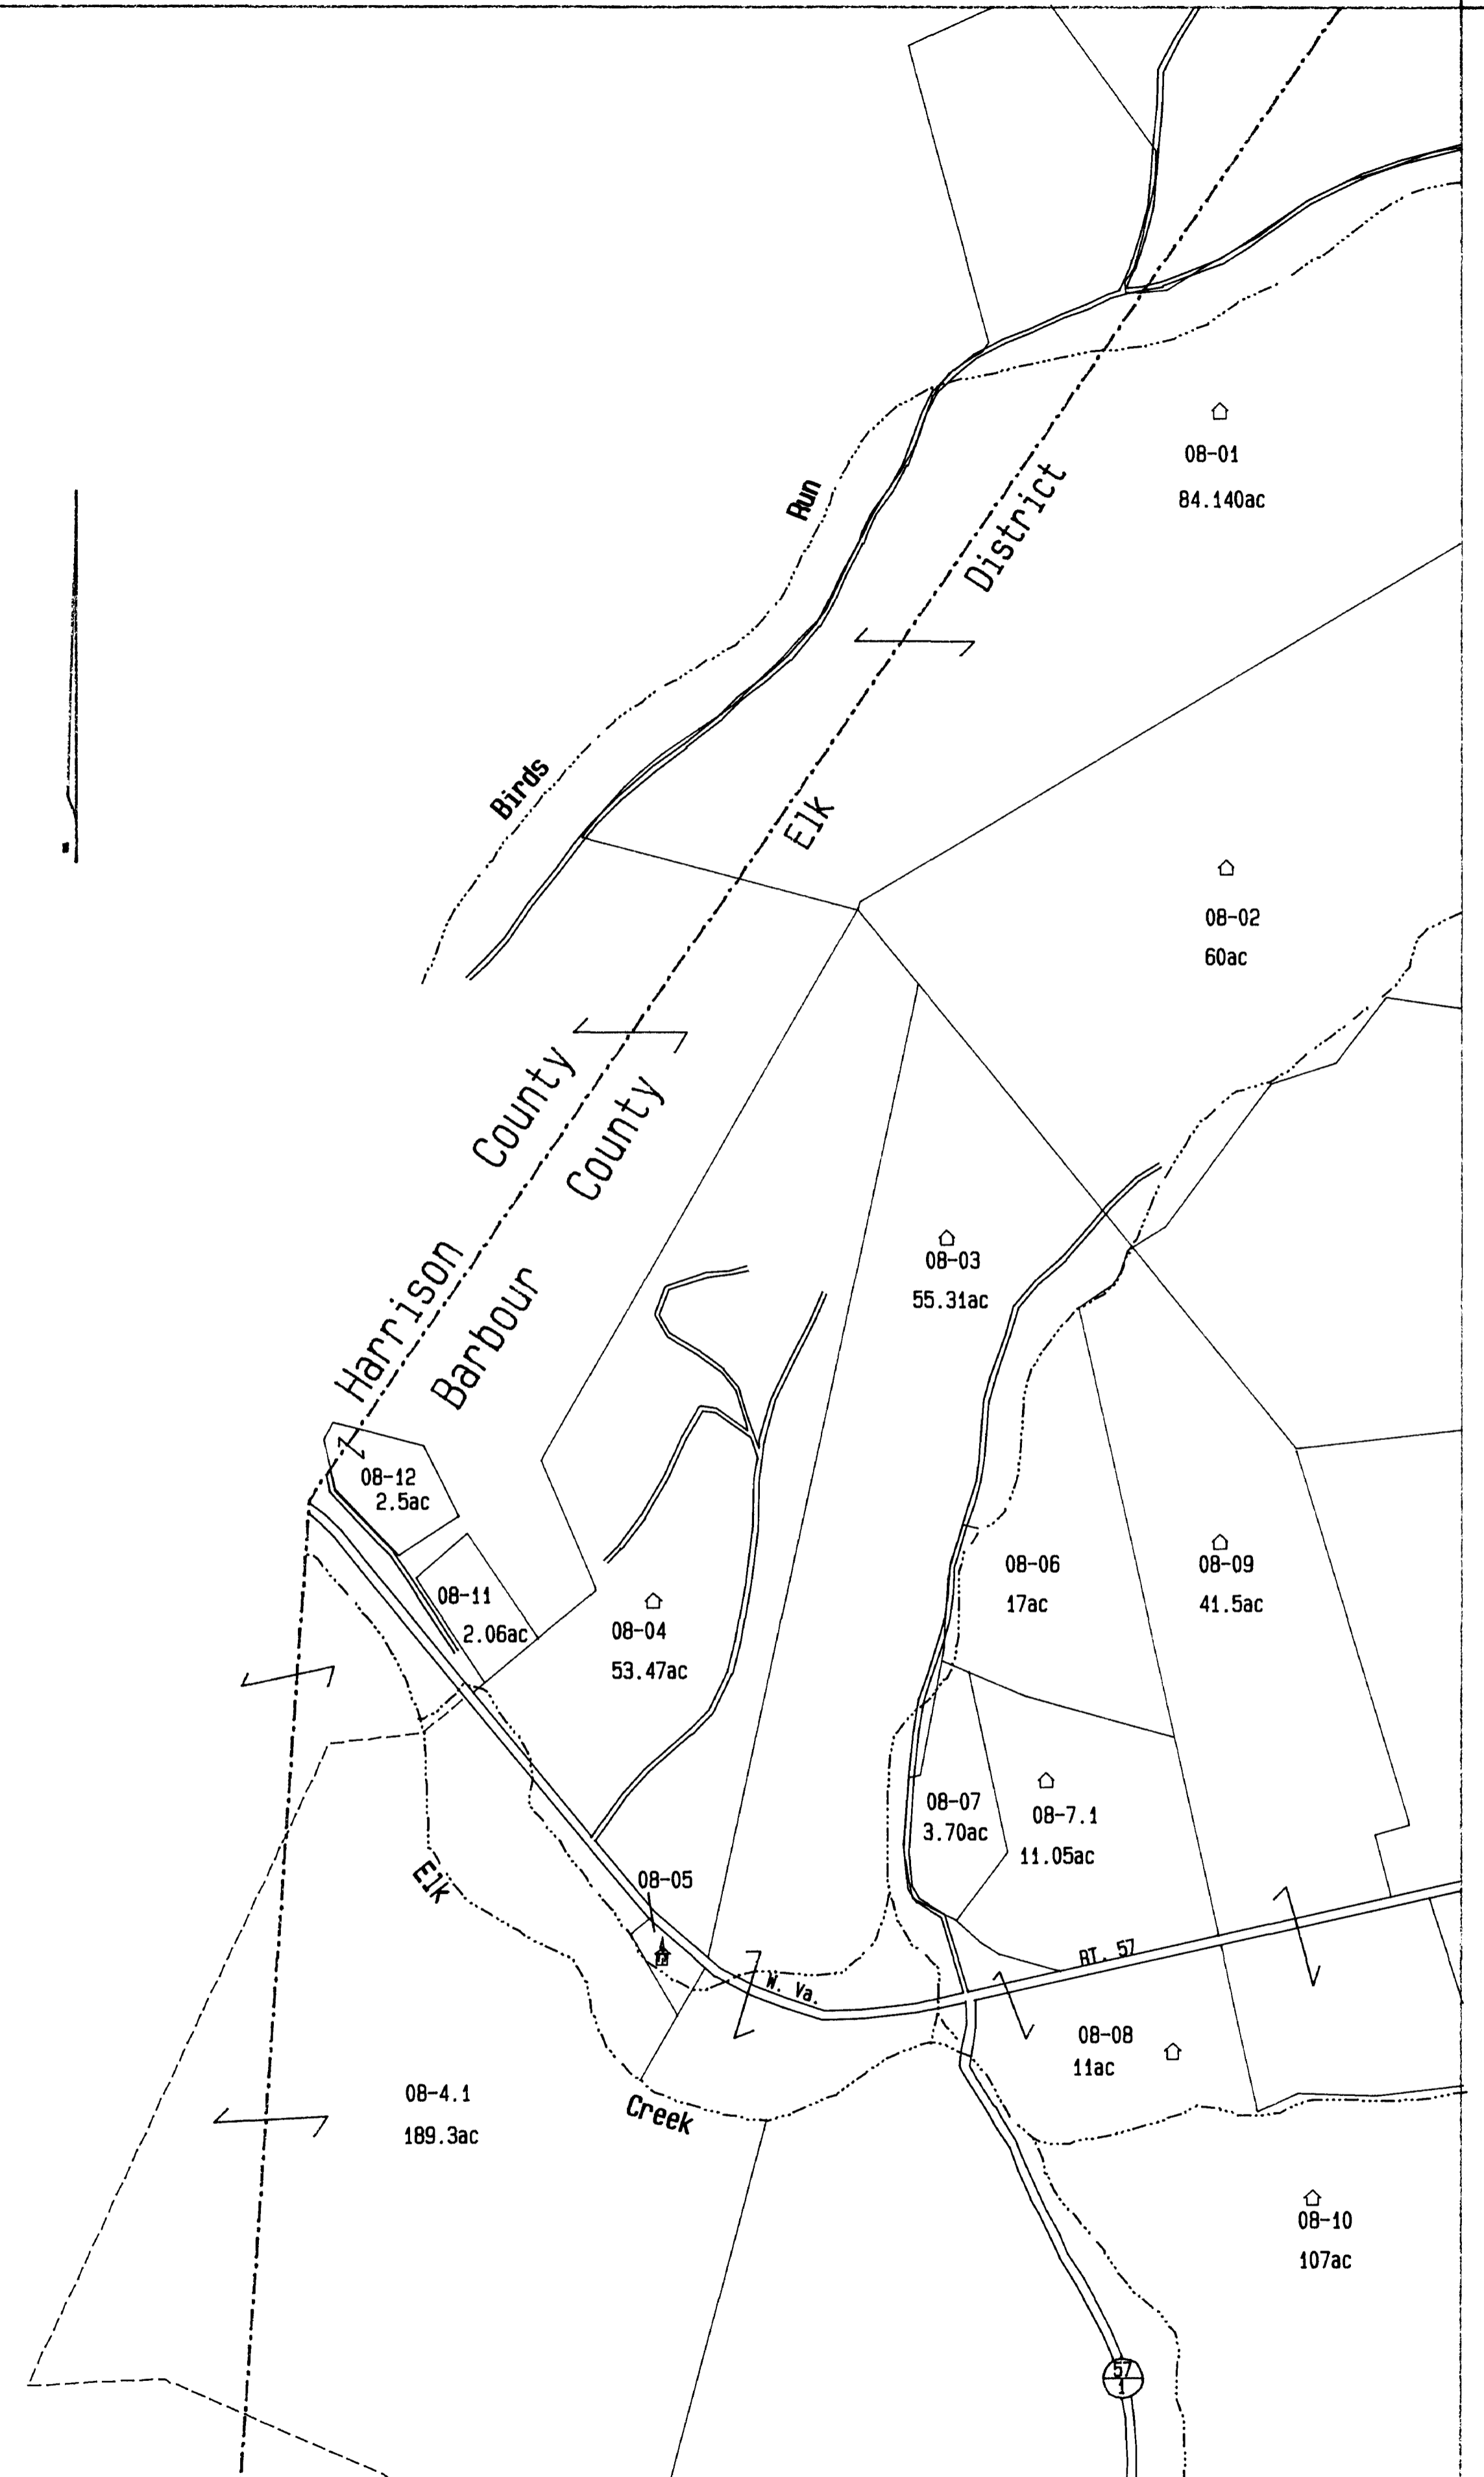 08-01
84.140ac
Birds Run
Elk District
08-02
60ac
Harrison County
Barbour County
08-03
55.31ac
08-12
2.5ac
08-11
2.06ac
08-04
53.47ac
08-06
17ac
08-09
41.5ac
08-07
3.70ac
08-7.1
11.05ac
08-05
W. Va. RT. 57
08-08
11ac
Elk Creek
08-4.1
189.3ac
08-10
107ac
57
1